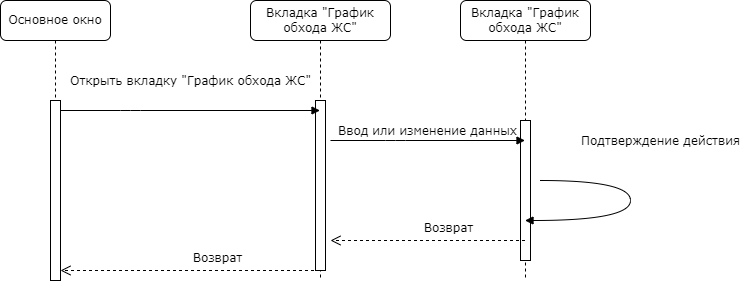 Основное окно
Вкладка "График
обхода ЖС"
Вкладка "График
обхода ЖС"
Открыть вкладку "График обхода ЖС"
Ввод или изменение данных
Подтверждение действия
Возврат
Возврат